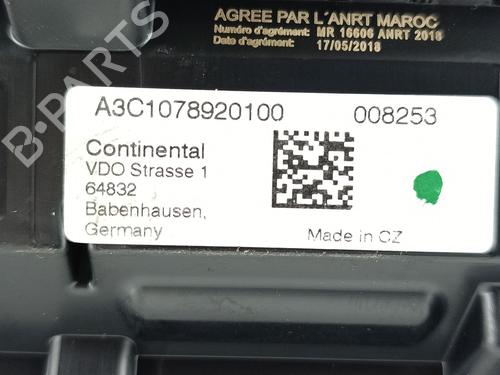 AGREE PAR L'ANRT MAROC
Numéro d'agrément: MR 16606 ANRT 2018
Date d'agrément: 17/05/2018
A3C1078920100 008253
Continental
VDO Strasse 1
64832
Babenhausen,
Germany
Made in CZ
B-PARTS